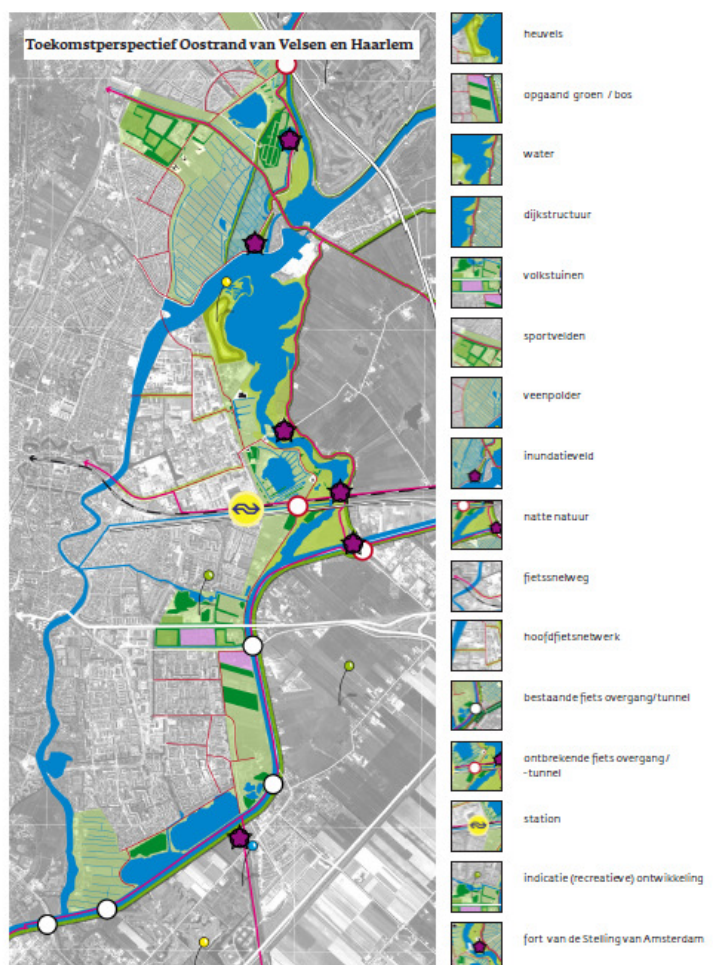 Toekomstperspectief Oostrand van Velsen en Haarlem
heuvels
opgaand groen / bos
water
dijkstructuur
volkstuinen
sportvelden
veenpolder
inundatieveld
natte natuur
fietssnelweg
hoofdfietsnetwerk
bestaande fiets overgang/tunnel
ontbrekende fiets overgang/
-tunnel
station
indicatie (recreatieve) ontwikkeling
fort van de Stelling van Amsterdam